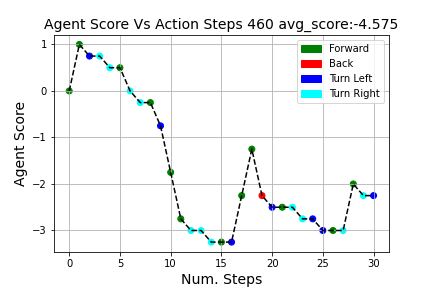 Agent Score Vs Action Steps 460 avg_score:-4.575
Forward
Back
Turn Left
Turn Right
Agent Score
1
0
−1
−2
−3
0 5 10 15 20 25 30
Num. Steps